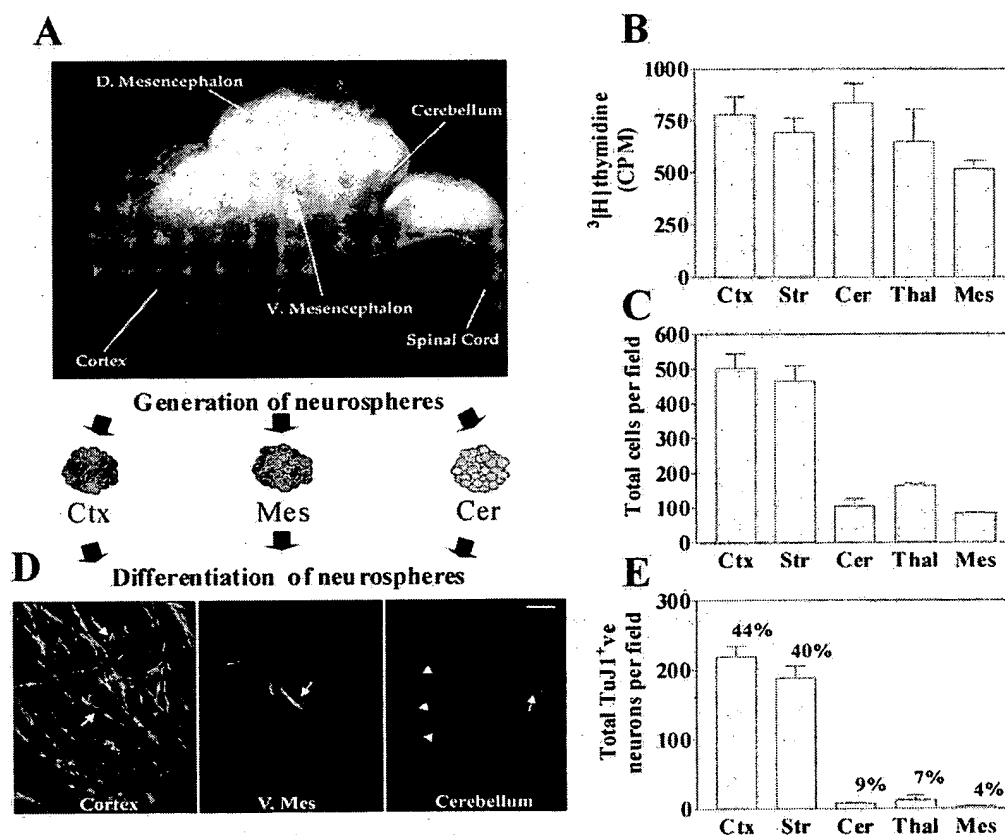 A
D. Mesencephalon
Cerebellum
V. Mesencephalon
Spinal Cord
Cortex
Generation of neurospheres
Ctx Mes Cer
D
Differentiation of neurospheres
Cortex V. Mes Cerebellum
B
³[H]thymidine
(CPM)
1000
750
500
250
0
Ctx Str Cer Thal Mes
C
Total cells per field
600
500
400
300
200
100
0
Ctx Str Cer Thal Mes
E
Total TuJ1⁺ve
neurons per field
300
200
100
0
44%
40%
9%
7%
4%
Ctx Str Cer Thal Mes